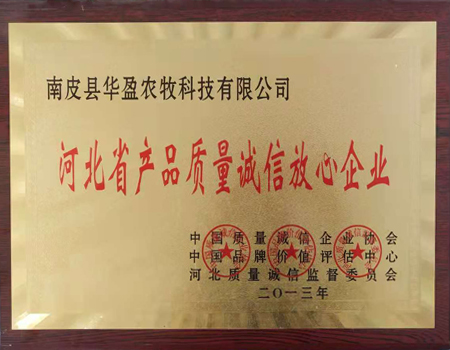 南皮县华盈农牧科技有限公司
河北省产品质量诚信放心企业
中国质量诚信企业协会
中国品牌价值评估中心
河北质量诚信监督委员会
二〇一三年